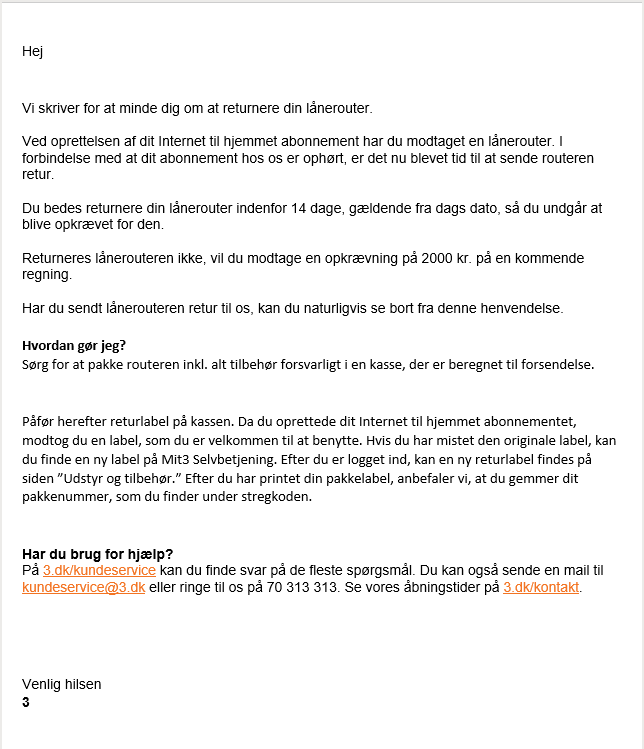 Hej
Vi skriver for at minde dig om at returnere din lånerouter.
Ved oprettelsen af dit Internet til hjemmet abonnement har du modtaget en lånerouter. I
forbindelse med at dit abonnement hos os er ophørt, er det nu blevet tid til at sende routeren
retur.
Du bedes returnere din lånerouter indenfor 14 dage, gældende fra dags dato, så du undgår at
blive opkrævet for den.
Returneres lånerouteren ikke, vil du modtage en opkrævning på 2000 kr. på en kommende
regning.
Har du sendt lånerouteren retur til os, kan du naturligvis se bort fra denne henvendelse.
Hvordan gør jeg?
Sørg for at pakke routeren inkl. alt tilbehør forsvarligt i en kasse, der er beregnet til forsendelse.
Påfør herefter returlabel på kassen. Da du oprettede dit Internet til hjemmet abonnementet,
modtog du en label, som du er velkommen til at benytte. Hvis du har mistet den originale label, kan
du finde en ny label på Mit3 Selvbetjening. Efter du er logget ind, kan en ny returlabel findes på
siden ”Udstyr og tilbehør.” Efter du har printet din pakkelabel, anbefaler vi, at du gemmer dit
pakkenummer, som du finder under stregkoden.
Har du brug for hjælp?
På 3.dk/kundeservice kan du finde svar på de fleste spørgsmål. Du kan også sende en mail til
kundeservice@3.dk eller ringe til os på 70 313 313. Se vores åbningstider på 3.dk/kontakt.
Venlig hilsen
3